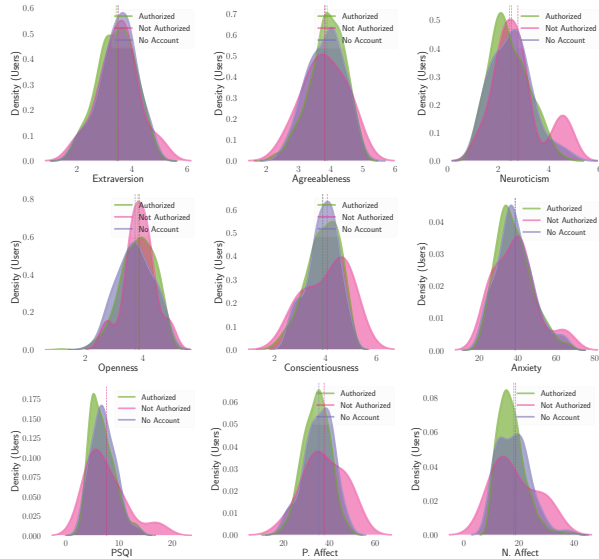 Density (Users)
0.6
0.5
0.4
0.3
0.2
0.1
0.0
2
4
6
Extraversion
Authorized
Not Authorized
No Account
Density (Users)
0.7
0.6
0.5
0.4
0.3
0.2
0.1
0.0
2
3
4
5
6
Agreeableness
Authorized
Not Authorized
No Account
Density (Users)
0.5
0.4
0.3
0.2
0.1
0.0
0
2
4
6
Neuroticism
Authorized
Not Authorized
No Account
Density (Users)
0.8
0.6
0.4
0.2
0.0
2
4
Openness
Authorized
Not Authorized
No Account
Density (Users)
0.6
0.5
0.4
0.3
0.2
0.1
0.0
2
4
6
Conscientiousness
Authorized
Not Authorized
No Account
Density (Users)
0.04
0.03
0.02
0.01
0.00
20
40
60
80
Anxiety
Authorized
Not Authorized
No Account
Density (Users)
0.175
0.150
0.125
0.100
0.075
0.050
0.025
0.000
0
10
20
PSQI
Authorized
Not Authorized
No Account
Density (Users)
0.06
0.05
0.04
0.03
0.02
0.01
0.00
20
40
60
P. Affect
Authorized
Not Authorized
No Account
Density (Users)
0.08
0.06
0.04
0.02
0.00
0
20
40
N. Affect
Authorized
Not Authorized
No Account